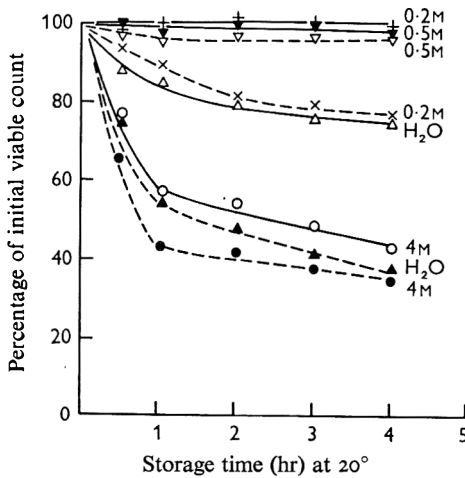 Percentage of initial viable count
100
80
60
40
20
0
0·2M
0·5M
0·5M
0·2M
H₂O
4M
H₂O
4M
1
2
3
4
5
Storage time (hr) at 20°